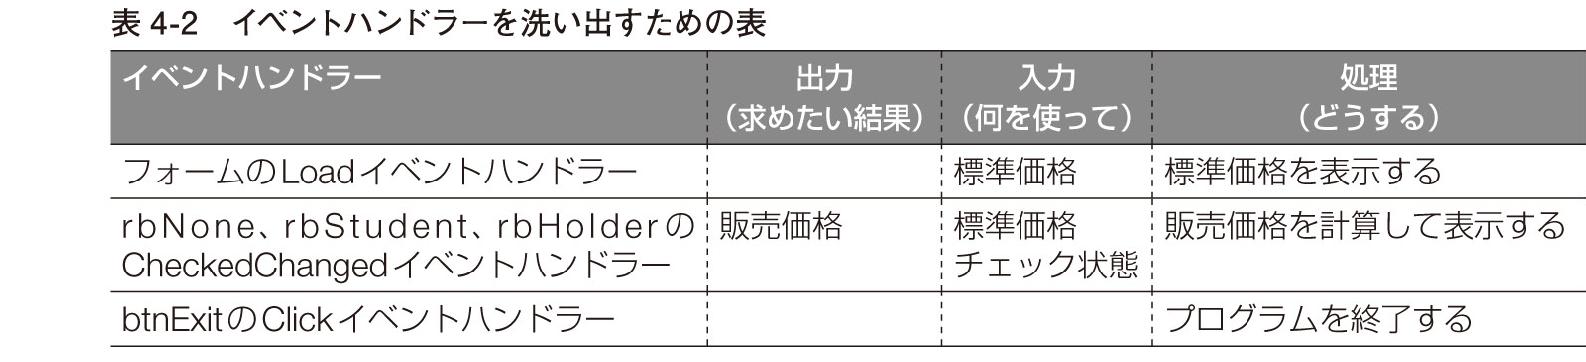 表 4-2　イベントハンドラーを洗い出すための表
イベントハンドラー　出力　入力　処理
（求めたい結果）（何を使って）（どうする）
フォームのLoadイベントハンドラー　標準価格　標準価格を表示する
rbNone、rbStudent、rbHolderの　販売価格　標準価格　販売価格を計算して表示する
CheckedChangedイベントハンドラー　チェック状態
btnExitのClickイベントハンドラー　プログラムを終了する